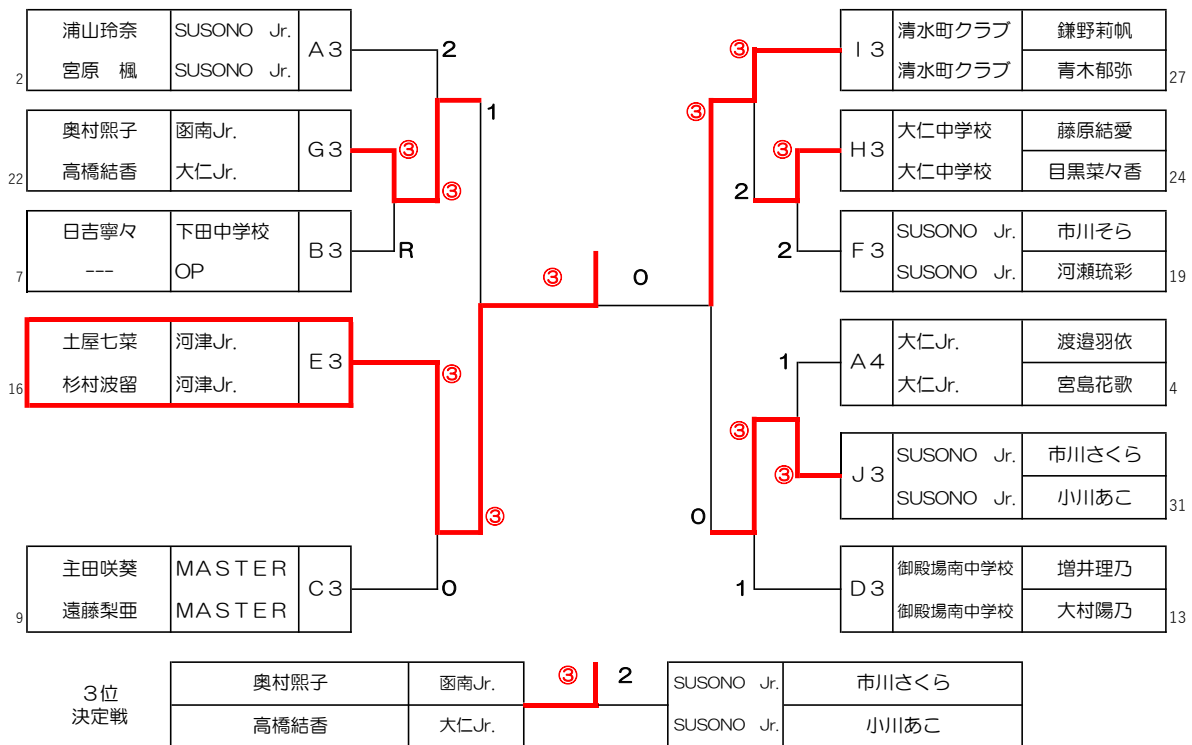 浦山玲奈 SUSONO Jr.
宮原 楓 SUSONO Jr.
A3
2
2
奥村熙子 函南Jr.
高橋結香 大仁Jr.
G3
22
③
③
1
日吉寧々 下田中学校
--- OP
B3
7
R
土屋七菜 河津Jr.
杉村波留 河津Jr.
E3
16
③
③
主田咲葵 MASTER
遠藤梨亜 MASTER
C3
9
0
③ 0
③
③
I3
清水町クラブ 鎌野莉帆
清水町クラブ 青木郁弥
27
③
2
H3
大仁中学校 藤原結愛
大仁中学校 目黒菜々香
24
2
F3
SUSONO Jr. 市川そら
SUSONO Jr. 河瀬琉彩
19
1
A4
大仁Jr. 渡邉羽依
大仁Jr. 宮島花歌
4
③
③
0
J3
SUSONO Jr. 市川さくら
SUSONO Jr. 小川あこ
31
1
D3
御殿場南中学校 増井理乃
御殿場南中学校 大村陽乃
13
3位
決定戦
奥村熙子 函南Jr.
高橋結香 大仁Jr.
③ 2
SUSONO Jr. 市川さくら
SUSONO Jr. 小川あこ